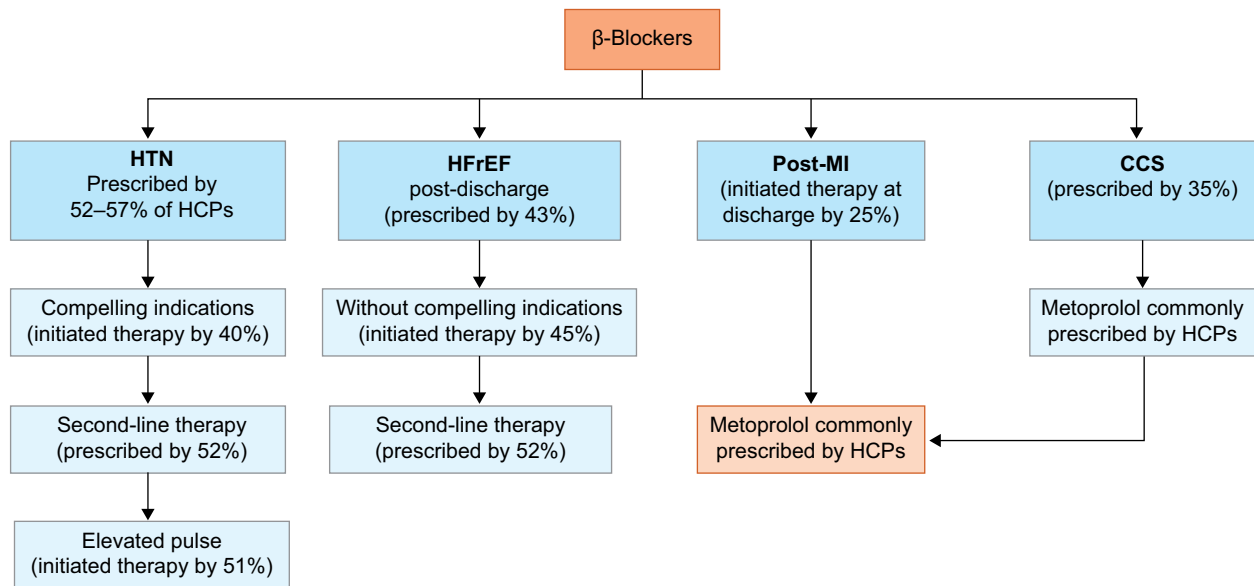 β-Blockers
HTN
Prescribed by
52–57% of HCPs
HFrEF
post-discharge
(prescribed by 43%)
Post-MI
(initiated therapy at
discharge by 25%)
CCS
(prescribed by 35%)
Compelling indications
(initiated therapy by 40%)
Without compelling indications
(initiated therapy by 45%)
Metoprolol commonly
prescribed by HCPs
Second-line therapy
(prescribed by 52%)
Second-line therapy
(prescribed by 52%)
Metoprolol commonly
prescribed by HCPs
Elevated pulse
(initiated therapy by 51%)